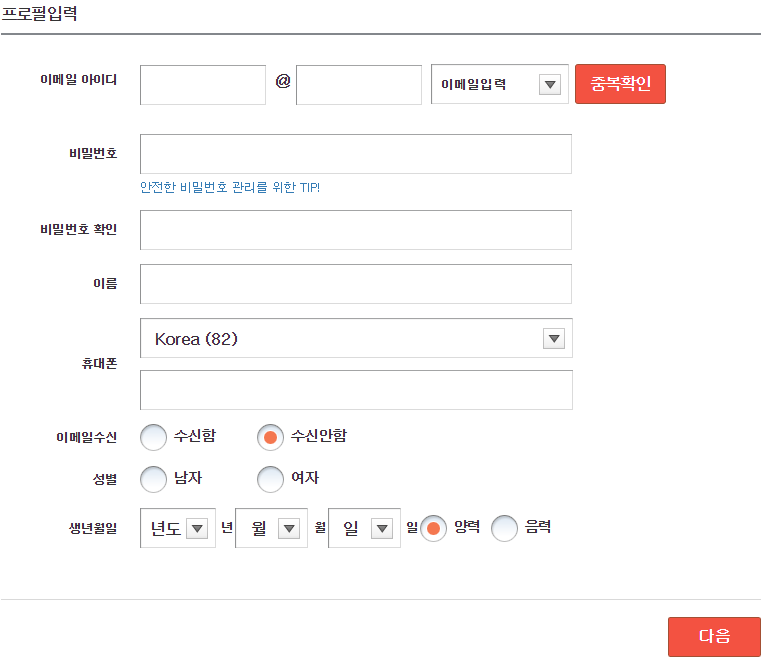 프로필입력
이메일 아이디 @ 이메일입력 중복확인
비밀번호
안전한 비밀번호 관리를 위한 TIP!
비밀번호 확인
이름
Korea (82)
휴대폰
이메일수신 수신함 수신안함
성별 남자 여자
생년월일 년도 년 월 월 일 일 양력 음력
다음